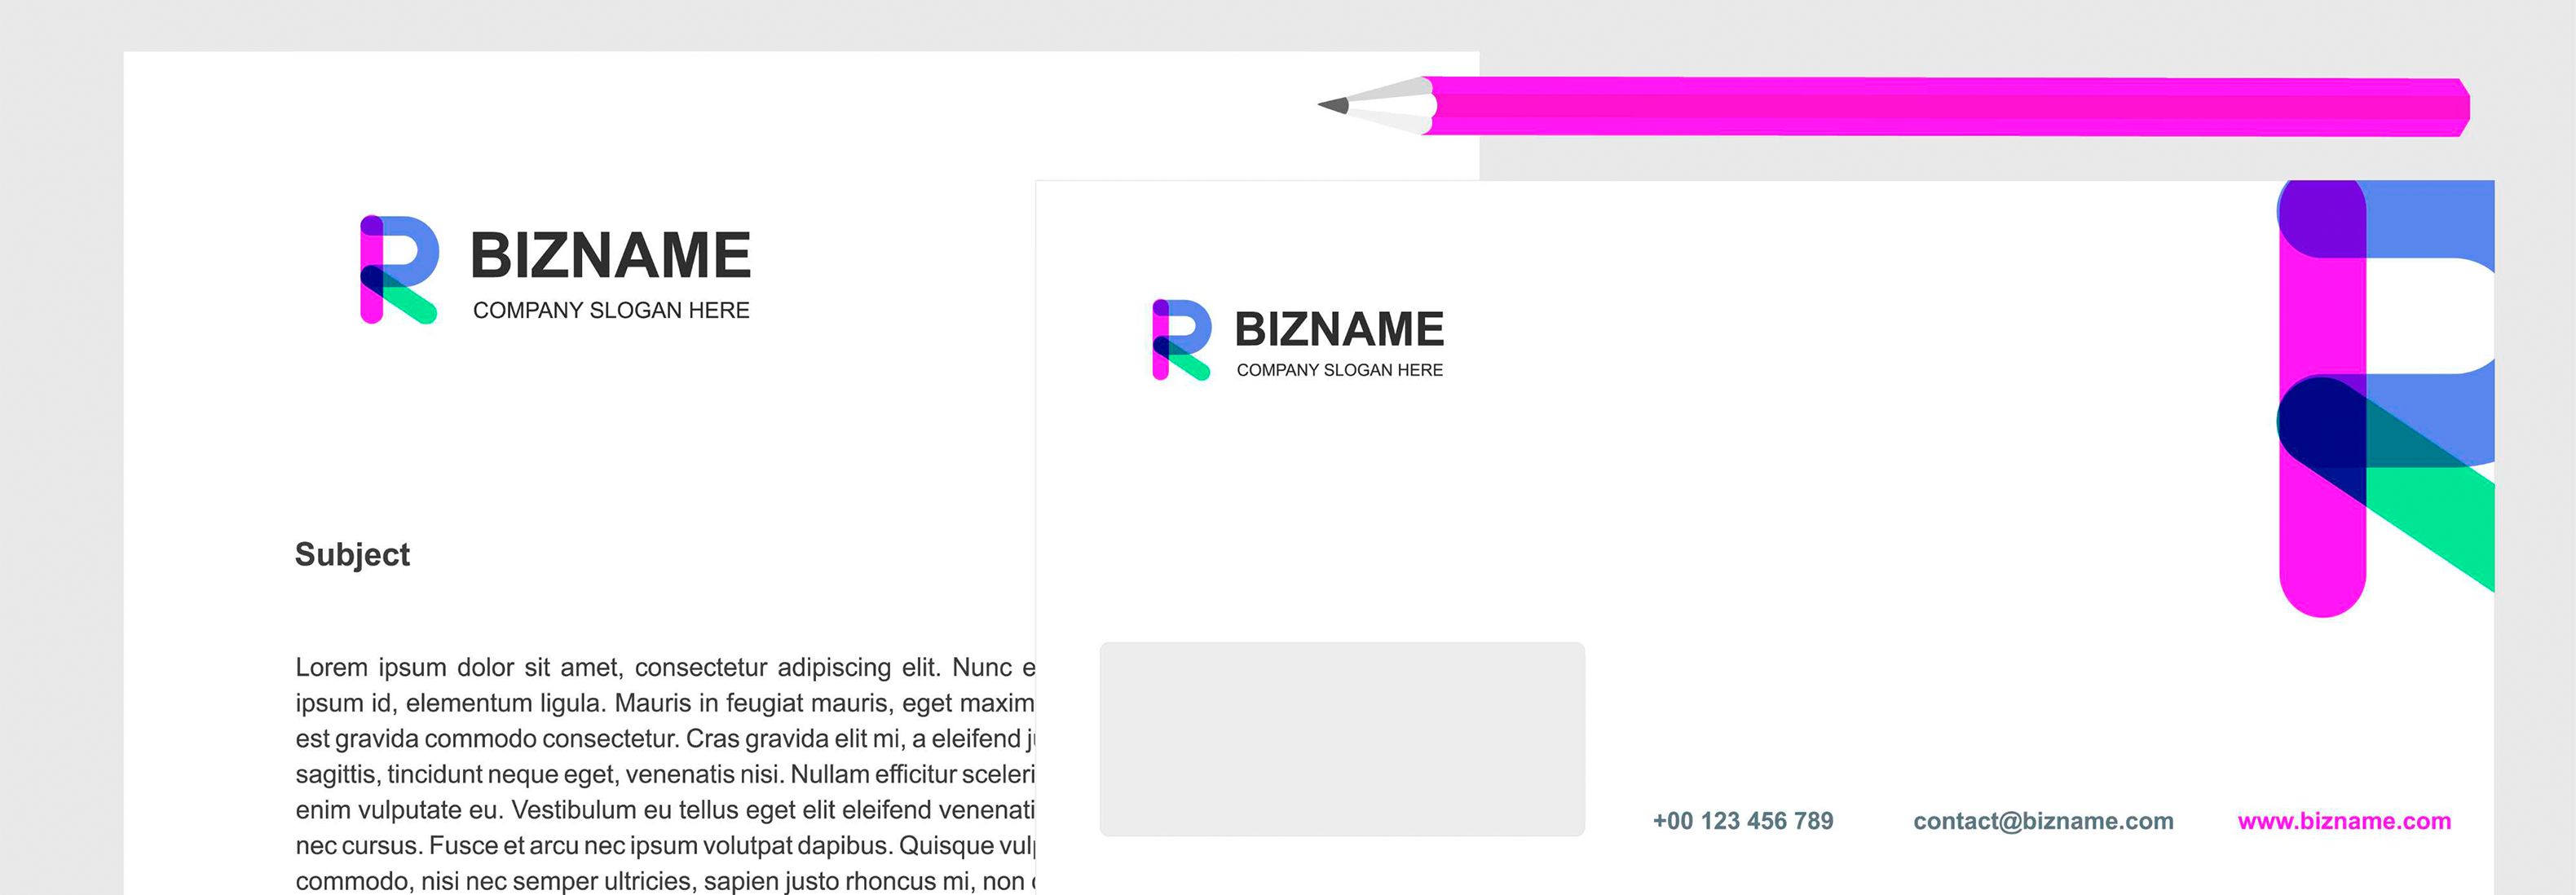 BIZNAME
COMPANY SLOGAN HERE
Subject
Lorem ipsum dolor sit amet, consectetur adipiscing elit. Nunc
ipsum id, elementum ligula. Mauris in feugiat mauris, eget
est gravida commodo consectetur. Cras gravida elit mi, a eleifend
sagittis, tincidunt neque eget, venenatis nisi. Nullam efficitur
enim vulputate eu. Vestibulum eu tellus eget elit eleifend
nec cursus. Fusce et arcu nec ipsum volutpat dapibus. Quisque
commodo, nisi nec semper ultricies, sapien justo rhoncus mi, non
BIZNAME
COMPANY SLOGAN HERE
+00 123 456 789 contact@bizname.com www.bizname.com